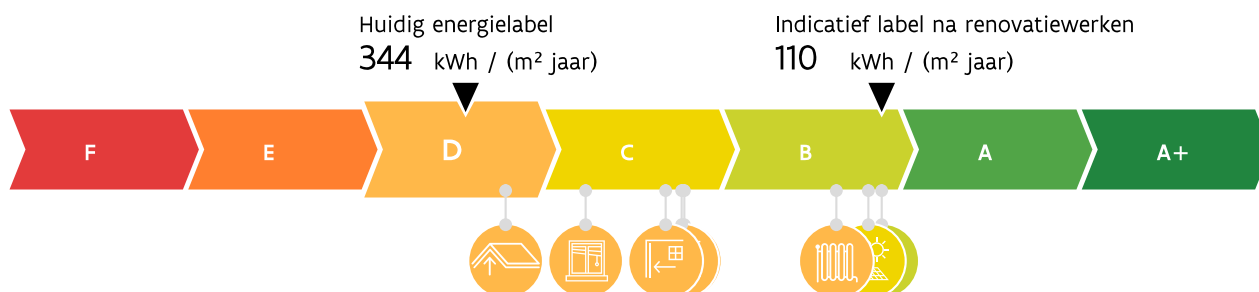 Huidig energielabel
344 kWh / (m² jaar)
Indicatief label na renovatiewerken
110 kWh / (m² jaar)
F E D C B A A+